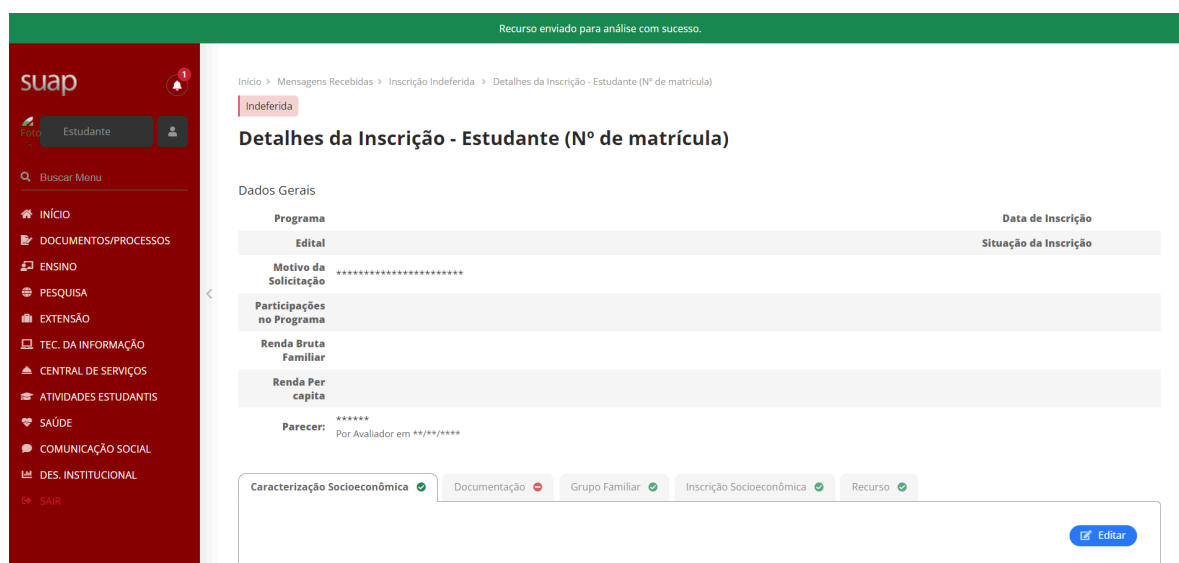 Recurso enviado para análise com sucesso.
suap
1
Foto
Estudante
Buscar Menu
INÍCIO
DOCUMENTOS/PROCESSOS
ENSINO
PESQUISA
EXTENSÃO
TEC. DA INFORMAÇÃO
CENTRAL DE SERVIÇOS
ATIVIDADES ESTUDANTIS
SAÚDE
COMUNICAÇÃO SOCIAL
DES. INSTITUCIONAL
SAIR
Início > Mensagens Recebidas > Inscrição Indeferida > Detalhes da Inscrição - Estudante (Nº de matrícula)
Indeferida
Detalhes da Inscrição - Estudante (Nº de matrícula)
Dados Gerais
Programa Data de Inscrição
Edital Situação da Inscrição
Motivo da
Solicitação ***********************
Participações
no Programa
Renda Bruta
Familiar
Renda Per
capita
Parecer: ******
Por Avaliador em **/**/****
Caracterização Socioeconômica Documentação Grupo Familiar Inscrição Socioeconômica Recurso
Editar